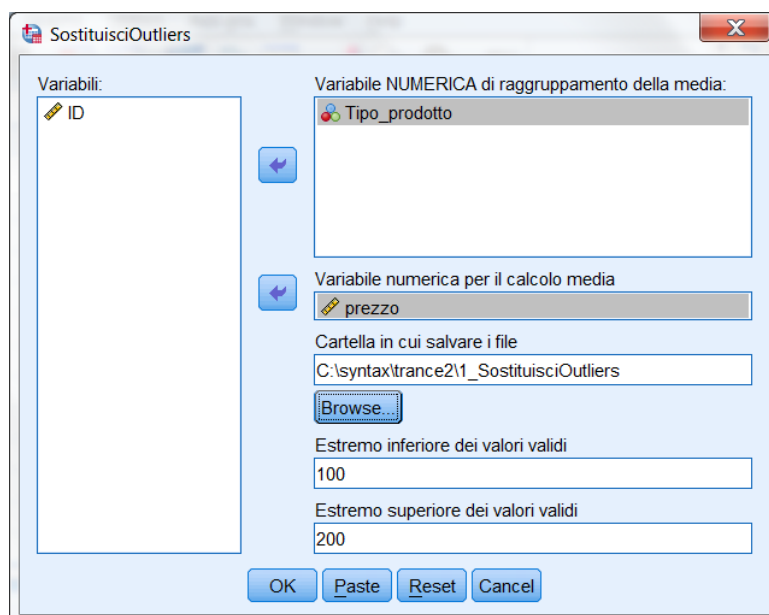 SostituisciOutliers
Variabili:
ID
Variabile NUMERICA di raggruppamento della media:
Tipo_prodotto
Variabile numerica per il calcolo media
prezzo
Cartella in cui salvare i file
C:\syntax\trance2\1_SostituisciOutliers
Browse...
Estremo inferiore dei valori validi
100
Estremo superiore dei valori validi
200
OK Paste Reset Cancel